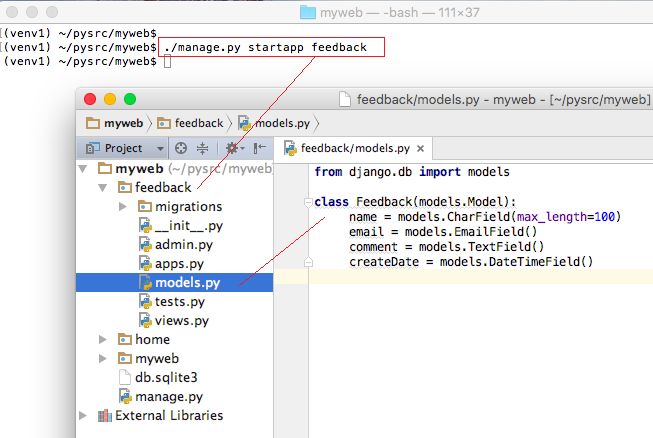 myweb — -bash — 111×37
(venv1) ~/pysrc/myweb$
(venv1) ~/pysrc/myweb$ ./manage.py startapp feedback
(venv1) ~/pysrc/myweb$
feedback/models.py - myweb - [~/pysrc/myweb]
myweb feedback models.py
Project
feedback/models.py ×
myweb (~/pysrc/myweb)
feedback
migrations
__init__.py
admin.py
apps.py
models.py
tests.py
views.py
home
myweb
db.sqlite3
manage.py
External Libraries
from django.db import models
class Feedback(models.Model):
name = models.CharField(max_length=100)
email = models.EmailField()
comment = models.TextField()
createDate = models.DateTimeField()